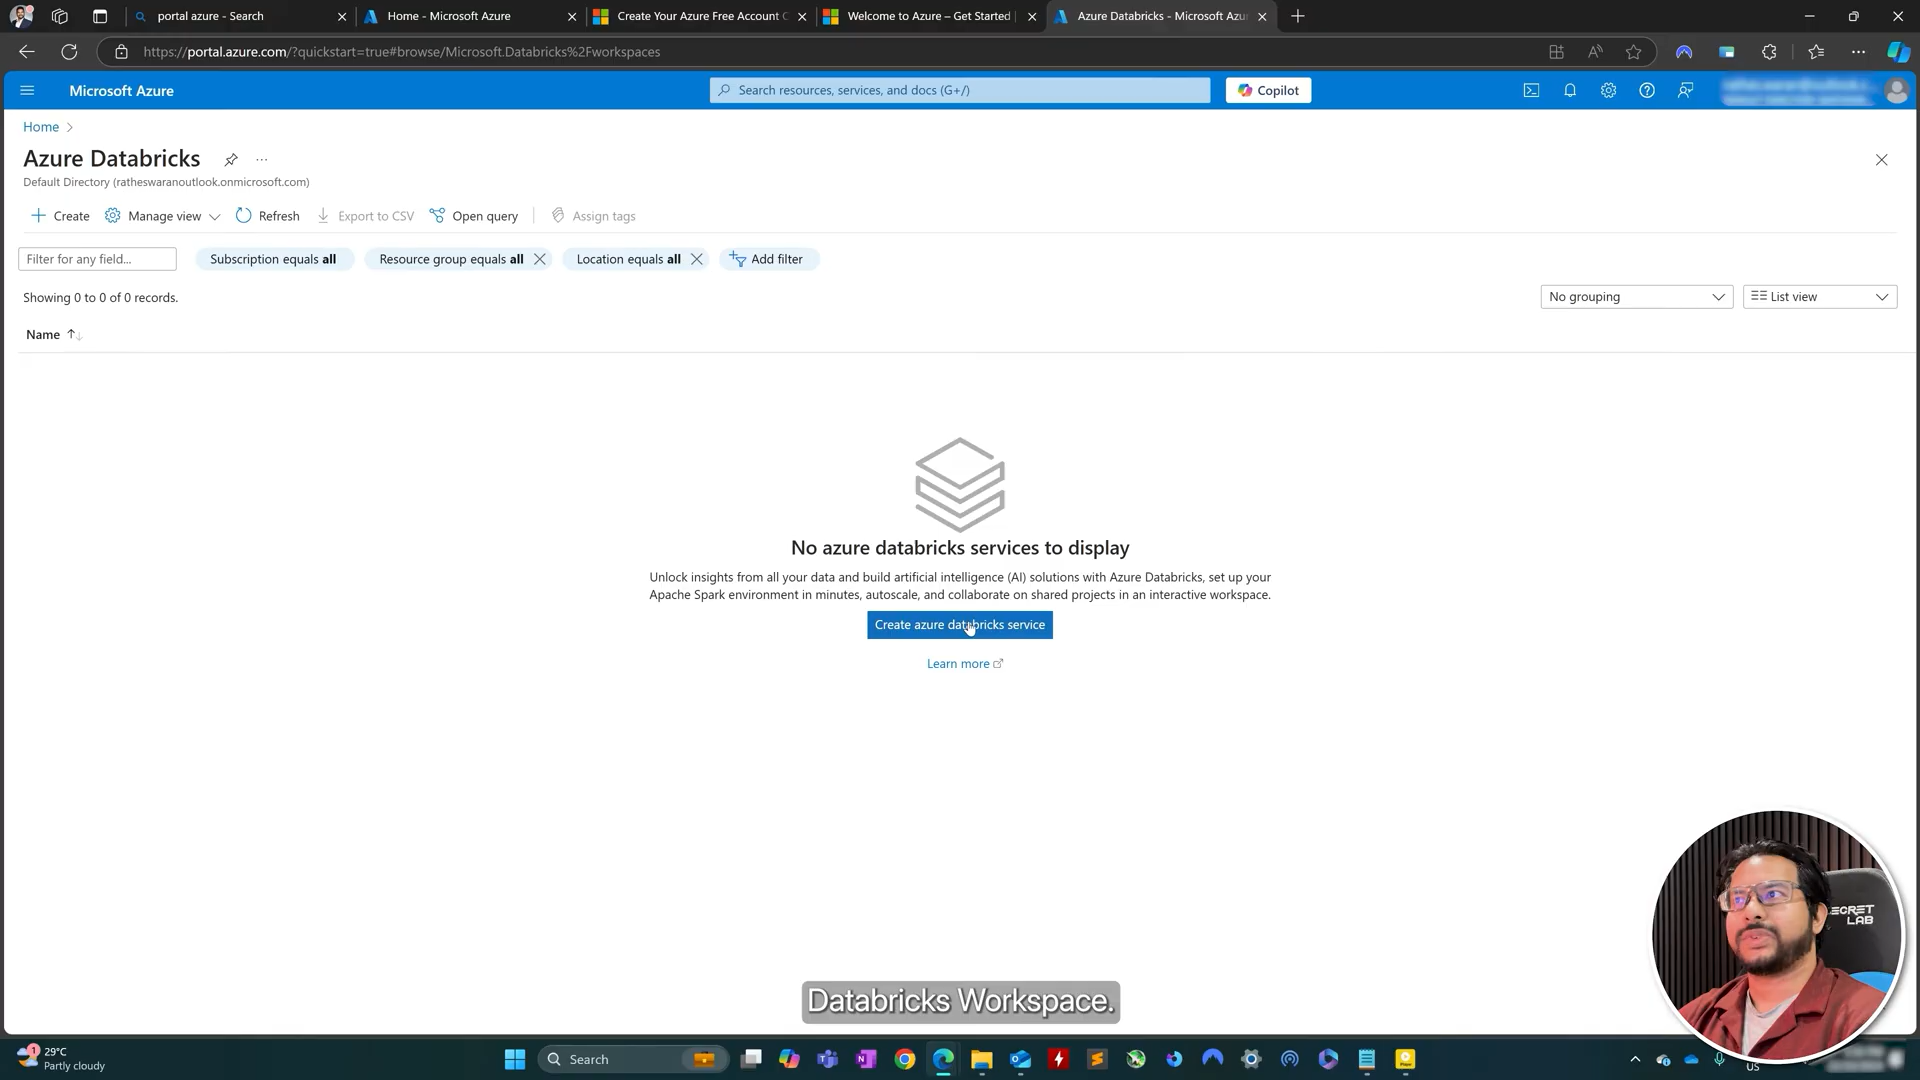 portal azure - Search
Home - Microsoft Azure
Create Your Azure Free Account
Welcome to Azure – Get Started
Azure Databricks - Microsoft Azu
https://portal.azure.com/?quickstart=true#browse/Microsoft.Databricks%2Fworkspaces
Microsoft Azure
Search resources, services, and docs (G+/)
Copilot
Home
Azure Databricks
Default Directory (ratheswaranoutlook.onmicrosoft.com)
Create
Manage view
Refresh
Export to CSV
Open query
Assign tags
Filter for any field...
Subscription equals all
Resource group equals all
Location equals all
Add filter
Showing 0 to 0 of 0 records.
No grouping
List view
Name
No azure databricks services to display
Unlock insights from all your data and build artificial intelligence (AI) solutions with Azure Databricks, set up your
Apache Spark environment in minutes, autoscale, and collaborate on shared projects in an interactive workspace.
Create azure databricks service
Learn more
LAB
Databricks Workspace.
1
29°C
Partly cloudy
Search
US